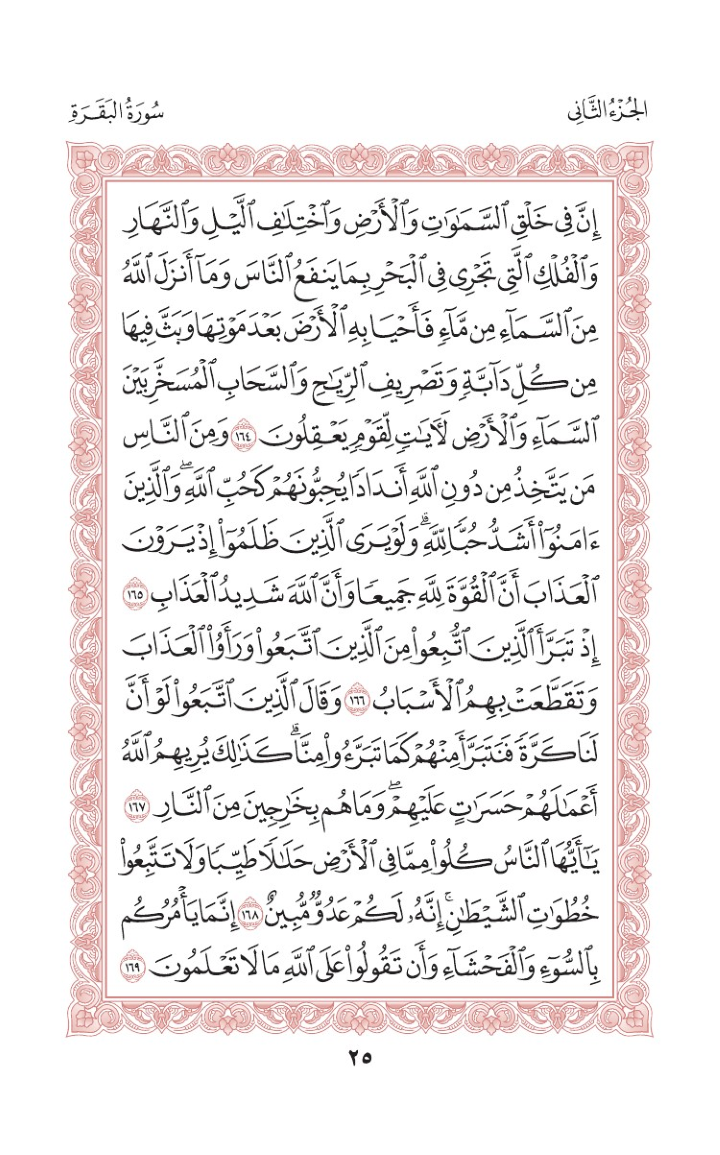 الجُزْءُ الثَّانِي
سُورَةُ البَقَرَةِ
إِنَّ فِي خَلْقِ ٱلسَّمَٰوَٰتِ وَٱلْأَرْضِ وَٱخْتِلَٰفِ ٱلَّيْلِ وَٱلنَّهَارِ
وَٱلْفُلْكِ ٱلَّتِي تَجْرِي فِي ٱلْبَحْرِ بِمَا يَنفَعُ ٱلنَّاسَ وَمَآ أَنزَلَ ٱللَّهُ
مِنَ ٱلسَّمَآءِ مِن مَّآءٍ فَأَحْيَا بِهِ ٱلْأَرْضَ بَعْدَ مَوْتِهَا وَبَثَّ فِيهَا
مِن كُلِّ دَآبَّةٍ وَتَصْرِيفِ ٱلرِّيَٰحِ وَٱلسَّحَابِ ٱلْمُسَخَّرِ بَيْنَ
ٱلسَّمَآءِ وَٱلْأَرْضِ لَأٓيَٰتٍ لِّقَوْمٍ يَعْقِلُونَ ١٦٤ وَمِنَ ٱلنَّاسِ
مَن يَتَّخِذُ مِن دُونِ ٱللَّهِ أَندَادًا يُحِبُّونَهُمْ كَحُبِّ ٱللَّهِۖ وَٱلَّذِينَ
ءَامَنُوٓا۟ أَشَدُّ حُبًّا لِّلَّهِۗ وَلَوْ يَرَى ٱلَّذِينَ ظَلَمُوٓا۟ إِذْ يَرَوْنَ
ٱلْعَذَابَ أَنَّ ٱلْقُوَّةَ لِلَّهِ جَمِيعًا وَأَنَّ ٱللَّهَ شَدِيدُ ٱلْعَذَابِ ١٦٥
إِذْ تَبَرَّأَ ٱلَّذِينَ ٱتُّبِعُوا۟ مِنَ ٱلَّذِينَ ٱتَّبَعُوا۟ وَرَأَوُا۟ ٱلْعَذَابَ
وَتَقَطَّعَتْ بِهِمُ ٱلْأَسْبَابُ ١٦٦ وَقَالَ ٱلَّذِينَ ٱتَّبَعُوا۟ لَوْ أَنَّ
لَنَا كَرَّةً فَنَتَبَرَّأَ مِنْهُمْ كَمَا تَبَرَّءُوا۟ مِنَّاۗ كَذَٰلِكَ يُرِيهِمُ ٱللَّهُ
أَعْمَٰلَهُمْ حَسَرَٰتٍ عَلَيْهِمْۖ وَمَا هُم بِخَٰرِجِينَ مِنَ ٱلنَّارِ ١٦٧
يَٰٓأَيُّهَا ٱلنَّاسُ كُلُوا۟ مِمَّا فِي ٱلْأَرْضِ حَلَٰلًا طَيِّبًا وَلَا تَتَّبِعُوا۟
خُطُوَٰتِ ٱلشَّيْطَٰنِۚ إِنَّهُۥ لَكُمْ عَدُوٌّ مُّبِينٌ ١٦٨ إِنَّمَا يَأْمُرُكُم
بِٱلسُّوٓءِ وَٱلْفَحْشَآءِ وَأَن تَقُولُوا۟ عَلَى ٱللَّهِ مَا لَا تَعْلَمُونَ ١٦٩
٢٥